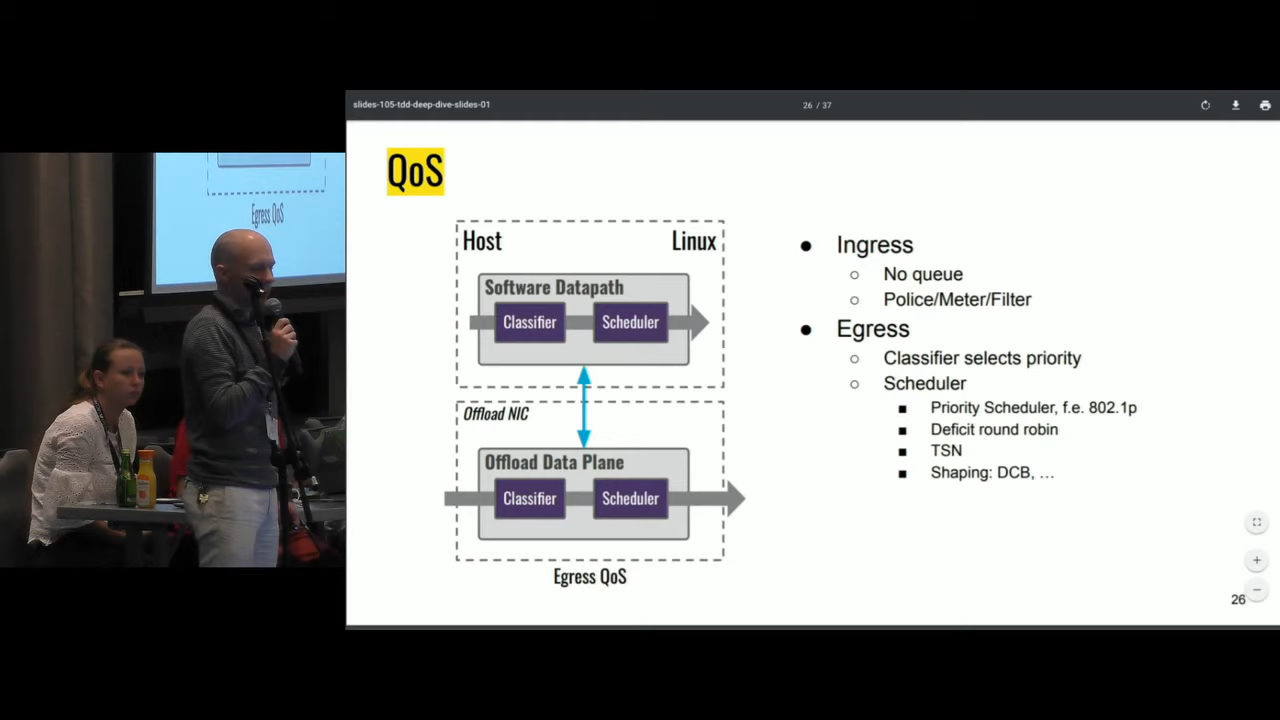 slides-105-tdd-deep-dive-slides-01
26 / 37
QoS
Host Linux
Software Datapath
Classifier Scheduler
Offload NIC
Offload Data Plane
Classifier Scheduler
Egress QoS
● Ingress
○ No queue
○ Police/Meter/Filter
● Egress
○ Classifier selects priority
○ Scheduler
■ Priority Scheduler, f.e. 802.1p
■ Deficit round robin
■ TSN
■ Shaping: DCB, …
26
Egress QoS